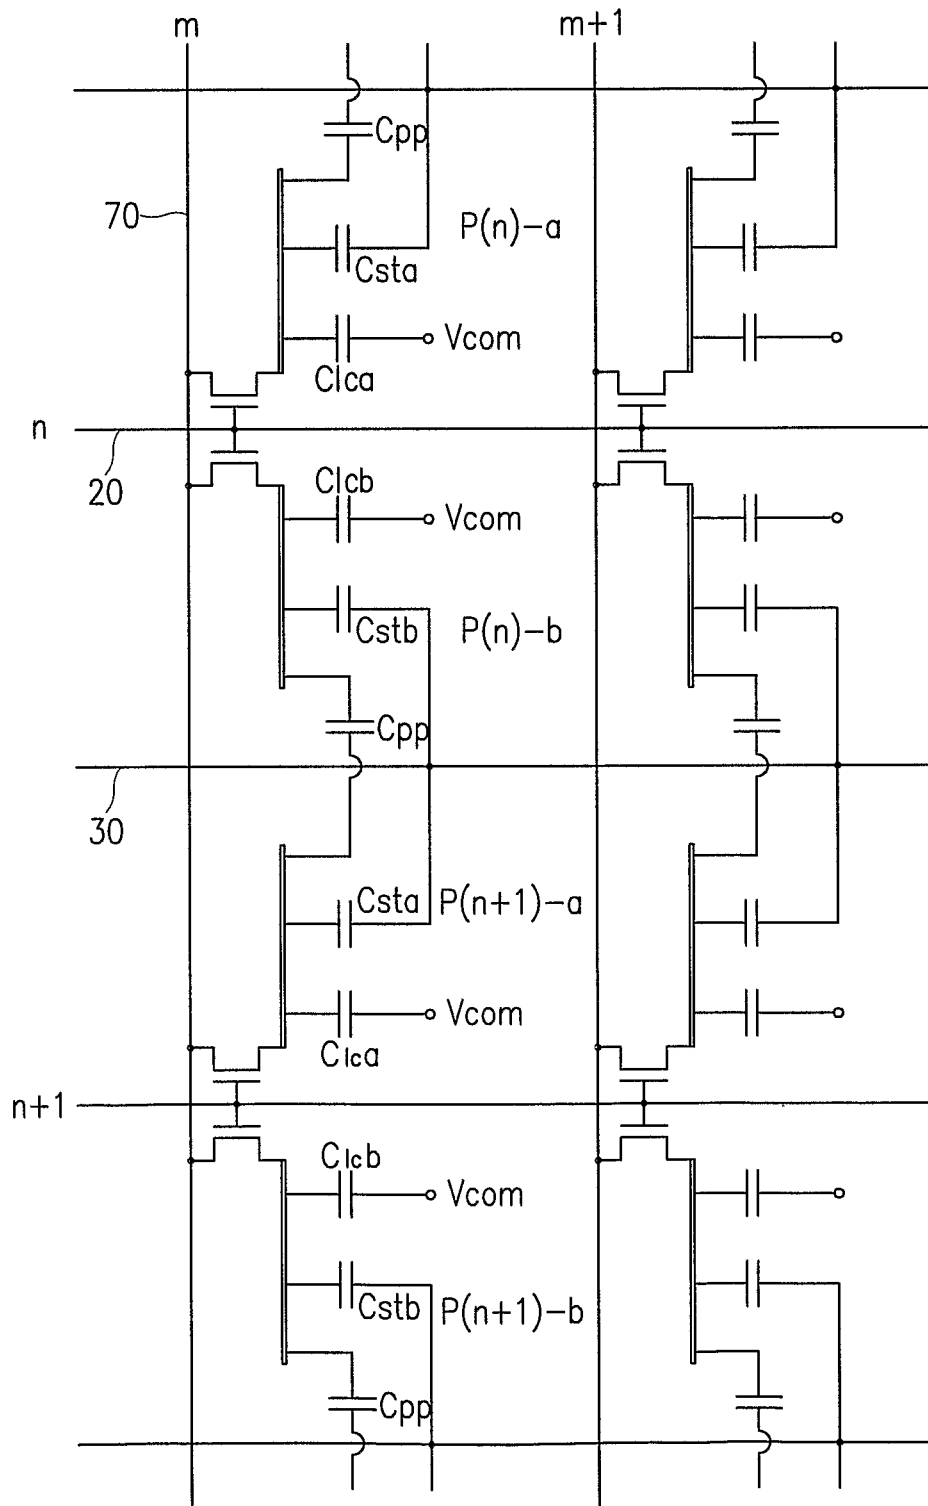 m
m+1
Cpp
70
P(n)-a
Csta
Vcom
Clca
n
20
Clcb
Vcom
Cstb
P(n)-b
Cpp
30
Csta
P(n+1)-a
Vcom
Clca
n+1
Clcb
Vcom
Cstb
P(n+1)-b
Cpp